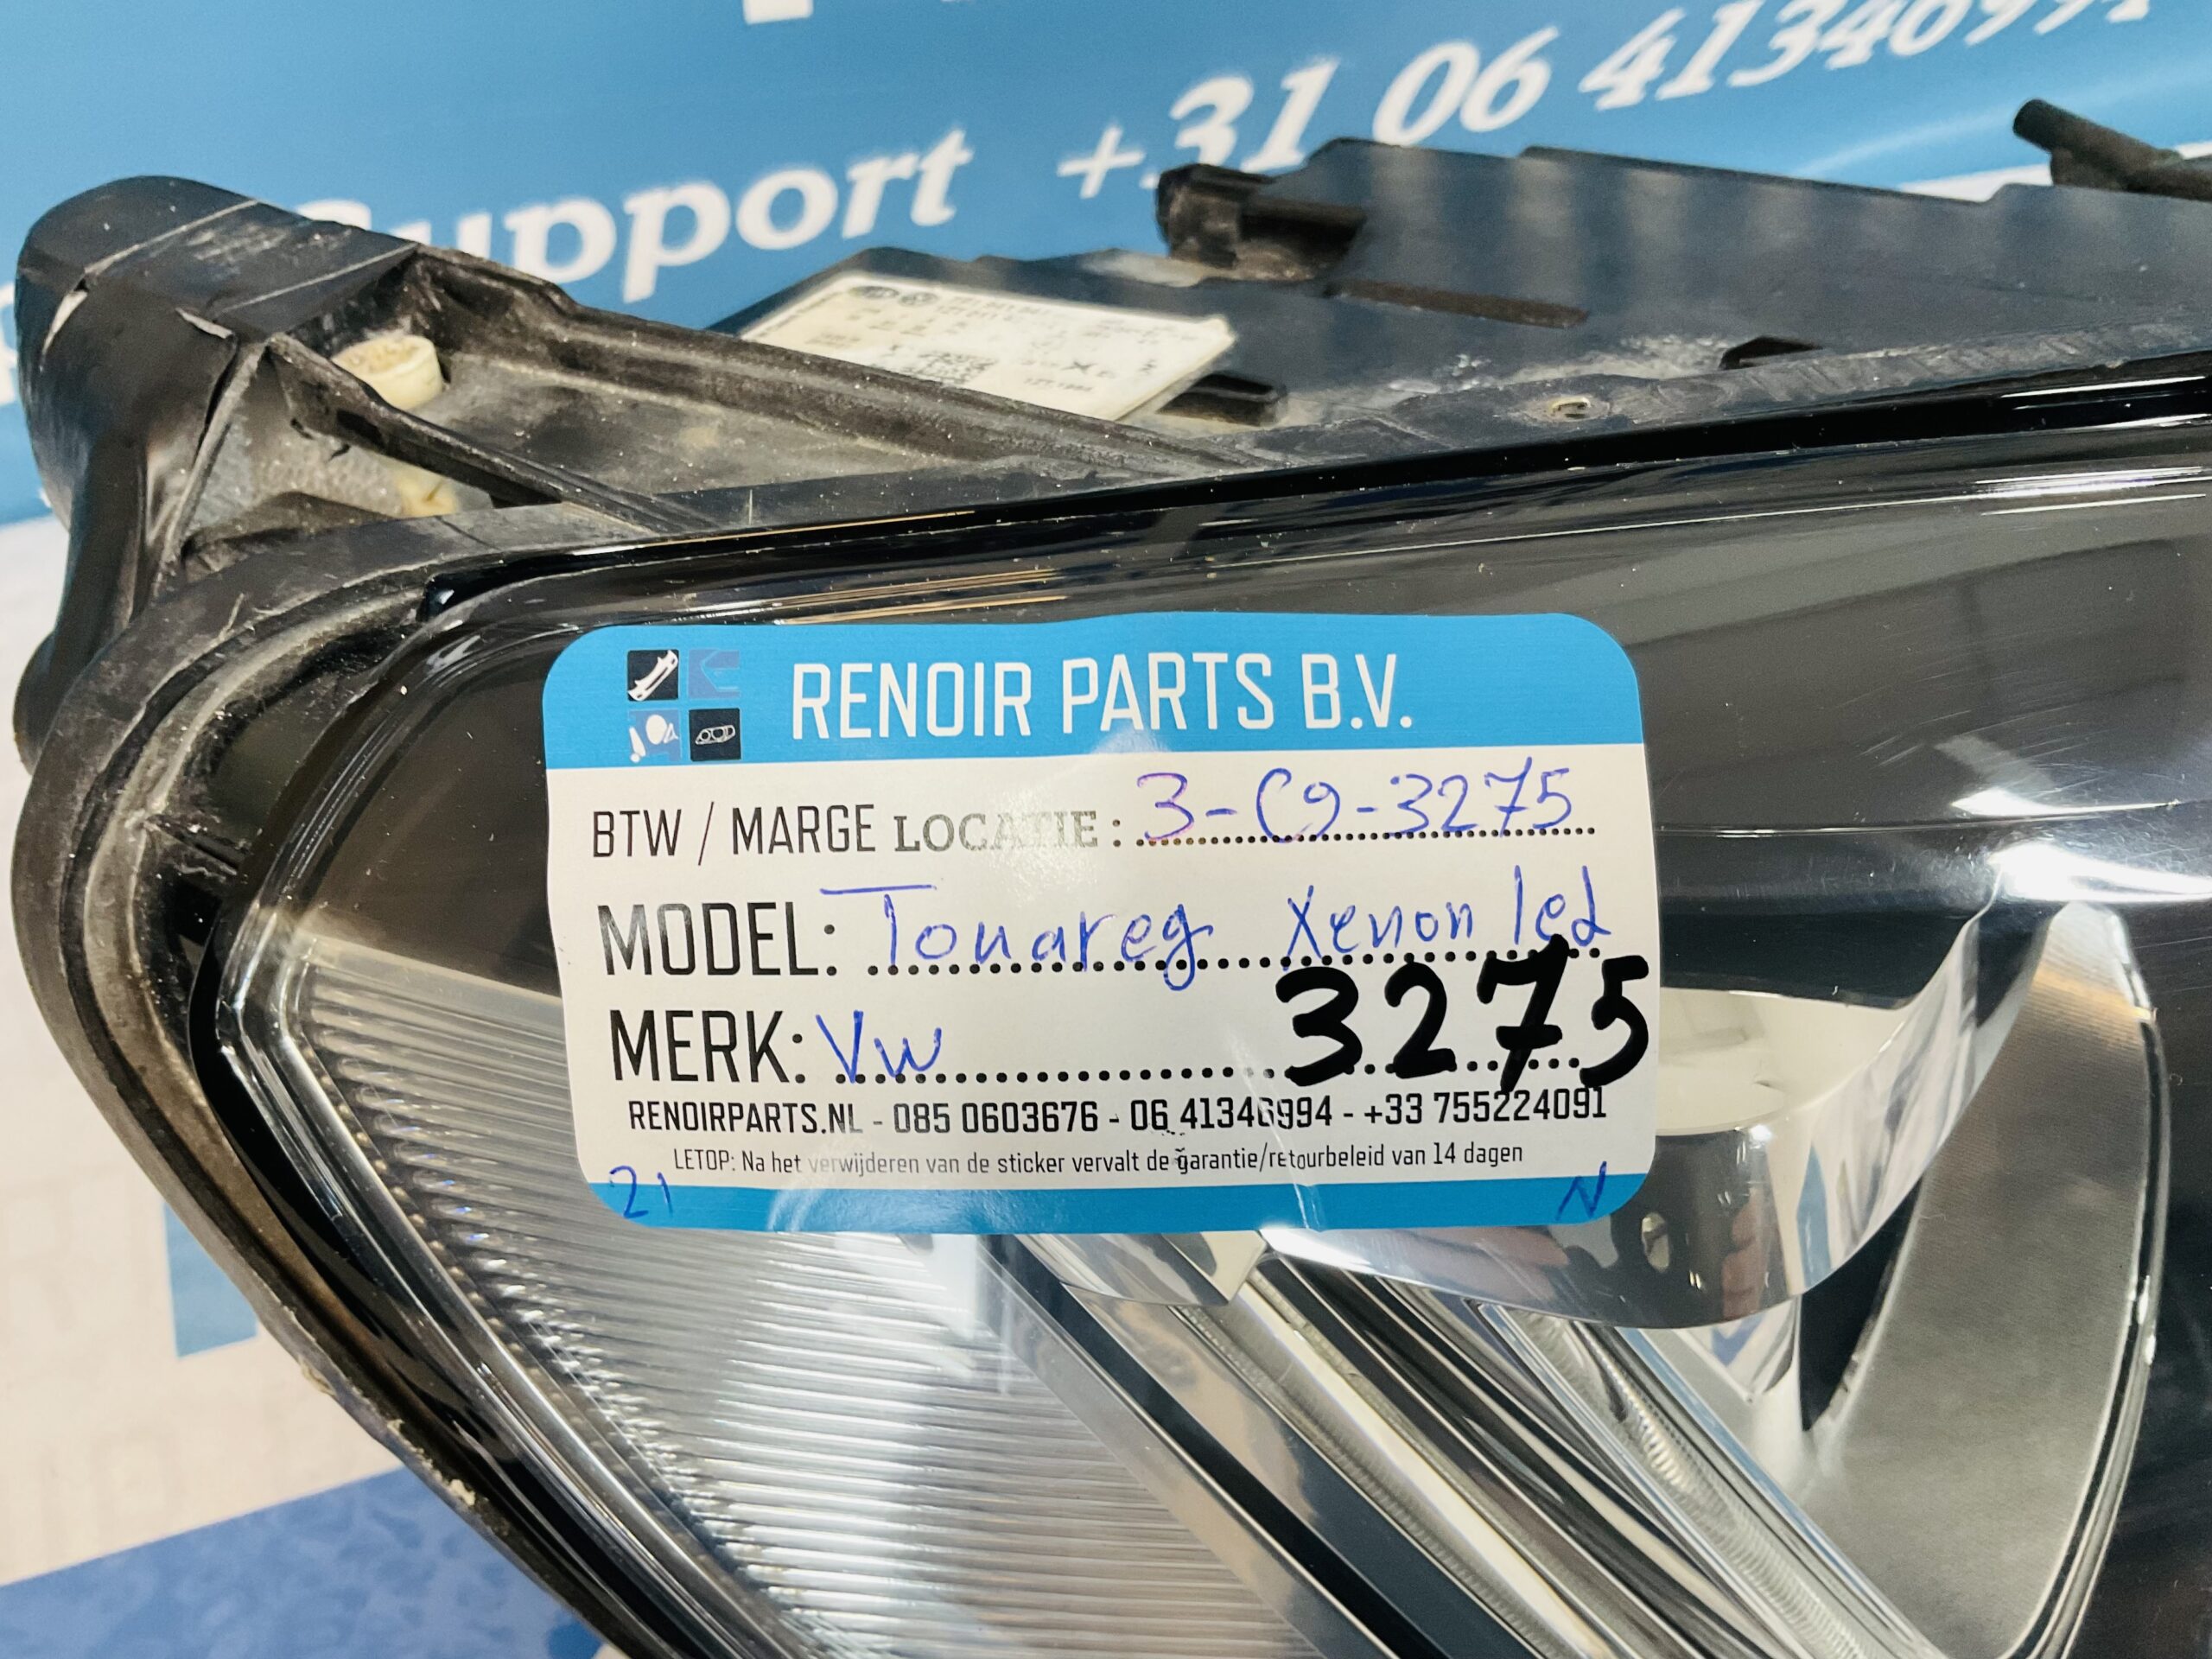 Support +31 06 41346994
RENOIR PARTS B.V.
BTW / MARGE LOCATIE: 3-C9-3275
MODEL: Touareg Xenon led
MERK: Vw 3275
RENOIRPARTS.NL - 085 0603676 - 06 41346994 - +33 755224091
LETOP: Na het verwijderen van de sticker vervalt de garantie/retourbeleid van 14 dagen
21 N